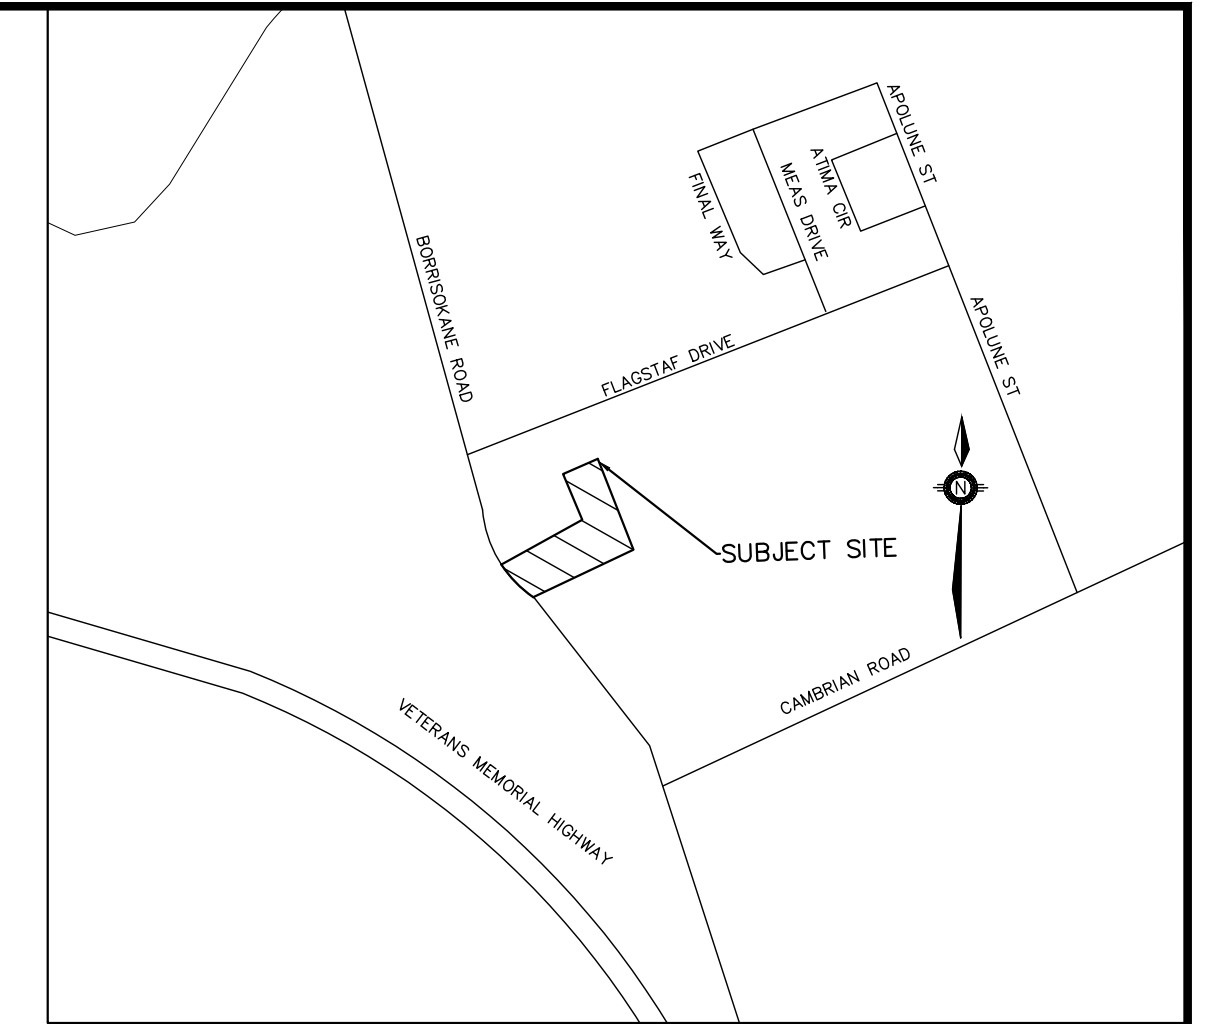 APOLUNE ST
ATIMA CIR
MEAS DRIVE
FINAL WAY
BORRISOKANE ROAD
FLAGSTAF DRIVE
APOLUNE ST
N
SUBJECT SITE
CAMBRIAN ROAD
VETERANS MEMORIAL HIGHWAY